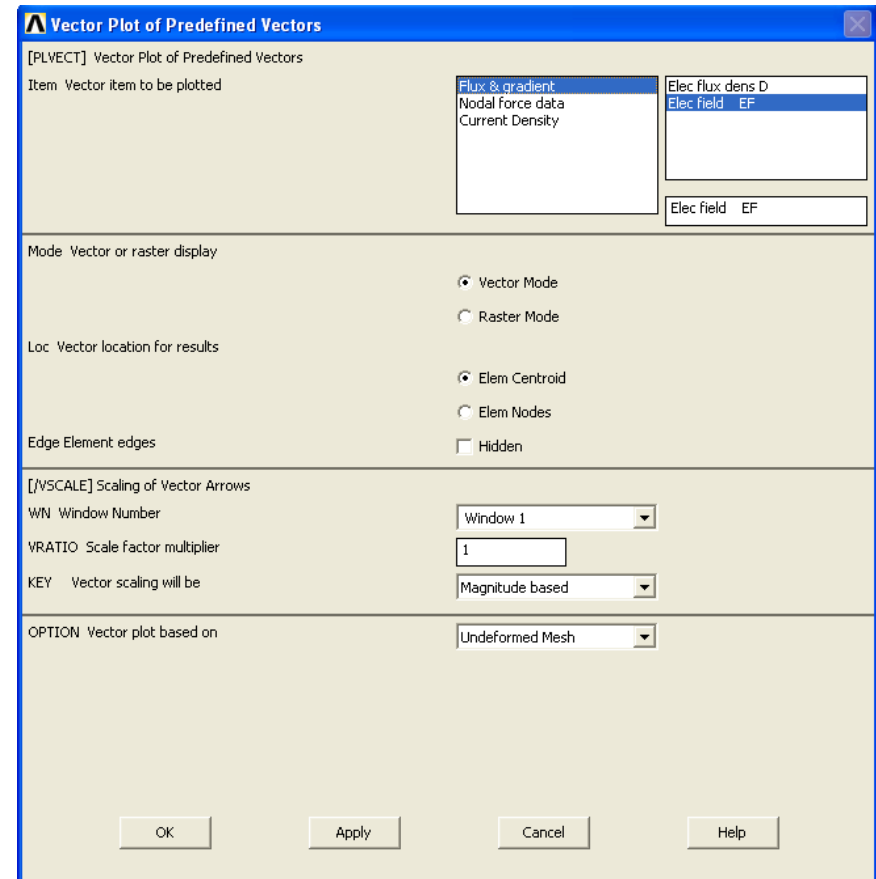 Vector Plot of Predefined Vectors
[PLVECT] Vector Plot of Predefined Vectors
Item Vector item to be plotted
Flux & gradient
Nodal force data
Current Density
Elec flux dens D
Elec field EF
Elec field EF
Mode Vector or raster display
Vector Mode
Raster Mode
Loc Vector location for results
Elem Centroid
Elem Nodes
Edge Element edges
Hidden
[/VSCALE] Scaling of Vector Arrows
WN Window Number
Window 1
VRATIO Scale factor multiplier
1
KEY Vector scaling will be
Magnitude based
OPTION Vector plot based on
Undeformed Mesh
OK Apply Cancel Help